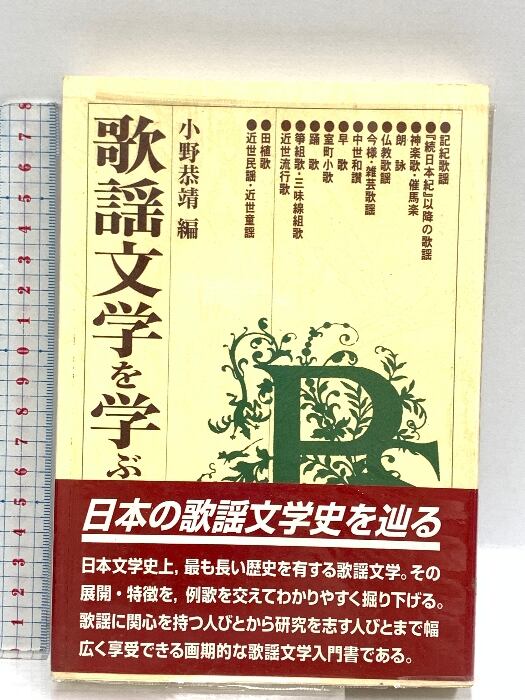 ●記紀歌謡
●『続日本紀』以降の歌謡
●神楽歌・催馬楽
●朗詠
●仏教歌謡
●今様・雑芸歌謡
●中世和讃
●早歌
●室町小歌
●踊歌
●箏組歌・三味線組歌
●近世流行歌
●田植歌
●近世民謡・近世童謡
小野恭靖 編
歌謡文学を学ぶ
日本の歌謡文学史を辿る
日本文学史上，最も長い歴史を有する歌謡文学。その
展開・特徴を，例歌を交えてわかりやすく掘り下げる。
歌謡に関心を持つ人びとから研究を志す人びとまで幅
広く享受できる画期的な歌謡文学入門書である。